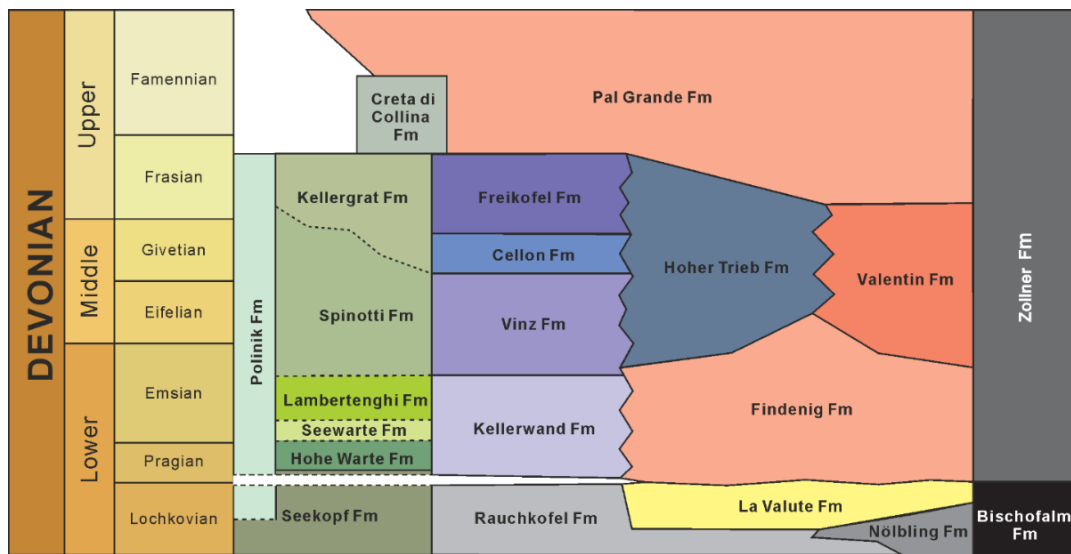 DEVONIAN
Upper
Middle
Lower
Famennian
Frasian
Givetian
Eifelian
Emsian
Pragian
Lochkovian
Polinik Fm
Creta di
Collina
Fm
Kellergrat Fm
Spinotti Fm
Lambertenghi Fm
Seewarte Fm
Hohe Warte Fm
Seekopf Fm
Pal Grande Fm
Freikofel Fm
Cellon Fm
Vinz Fm
Kellerwand Fm
Rauchkofel Fm
Hoher Trieb Fm
Valentin Fm
Findenig Fm
La Valute Fm
Nölbling Fm
Zollner Fm
Bischofalm
Fm